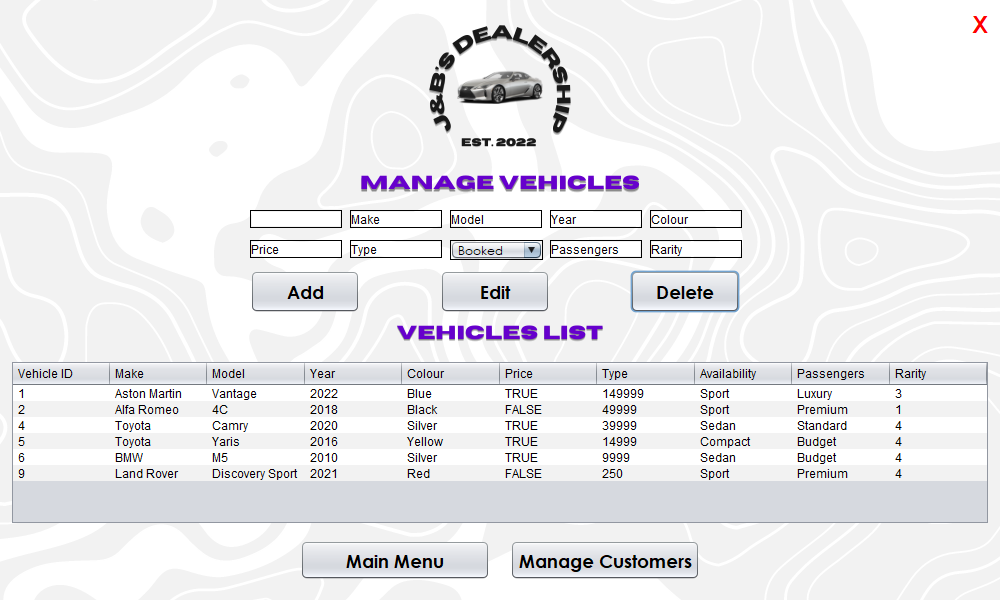 X
J&B'S DEALERSHIP
EST. 2022
MANAGE VEHICLES
Make Model Year Colour
Price Type Booked Passengers Rarity
Add Edit Delete
VEHICLES LIST
Vehicle ID Make Model Year Colour Price Type Availability Passengers Rarity
1 Aston Martin Vantage 2022 Blue TRUE 149999 Sport Luxury 3
2 Alfa Romeo 4C 2018 Black FALSE 49999 Sport Premium 1
4 Toyota Camry 2020 Silver TRUE 39999 Sedan Standard 4
5 Toyota Yaris 2016 Yellow TRUE 14999 Compact Budget 4
6 BMW M5 2010 Silver TRUE 9999 Sedan Budget 4
9 Land Rover Discovery Sport 2021 Red FALSE 250 Sport Premium 4
Main Menu Manage Customers